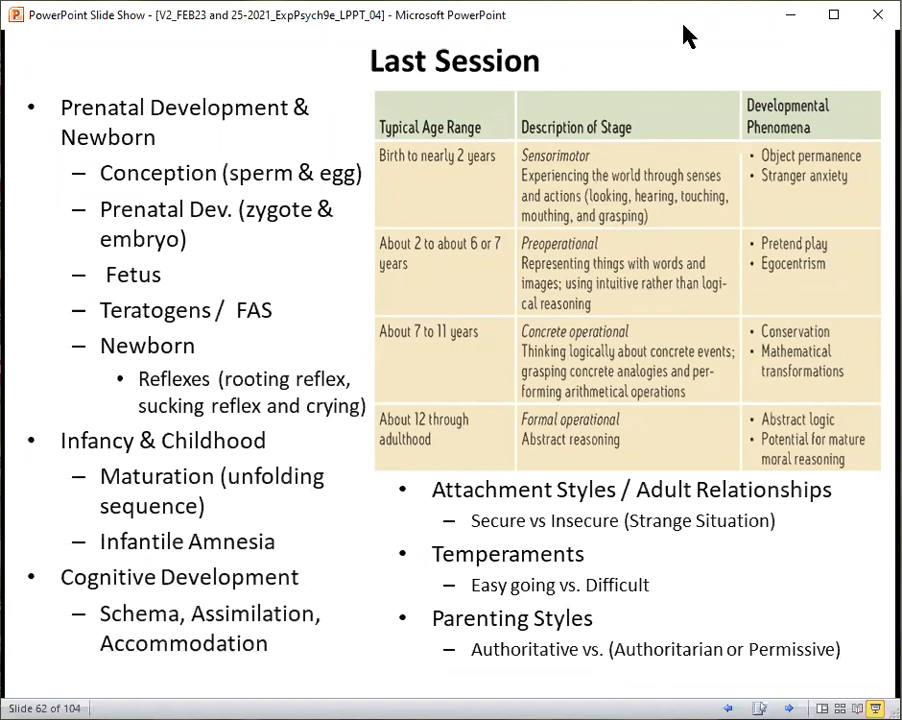 PowerPoint Slide Show - [V2_FEB23 and 25-2021_ExpPsych9e_LPPT_04] - Microsoft PowerPoint
Last Session
• Prenatal Development &
Newborn
– Conception (sperm & egg)
– Prenatal Dev. (zygote &
embryo)
– Fetus
– Teratogens / FAS
– Newborn
• Reflexes (rooting reflex,
sucking reflex and crying)
• Infancy & Childhood
– Maturation (unfolding
sequence)
– Infantile Amnesia
• Cognitive Development
– Schema, Assimilation,
Accommodation
Typical Age Range
Description of Stage
Developmental
Phenomena
Birth to nearly 2 years
Sensorimotor
Experiencing the world through senses
and actions (looking, hearing, touching,
mouthing, and grasping)
• Object permanence
• Stranger anxiety
About 2 to about 6 or 7
years
Preoperational
Representing things with words and
images; using intuitive rather than logi-
cal reasoning
• Pretend play
• Egocentrism
About 7 to 11 years
Concrete operational
Thinking logically about concrete events;
grasping concrete analogies and per-
forming arithmetical operations
• Conservation
• Mathematical
transformations
About 12 through
adulthood
Formal operational
Abstract reasoning
• Abstract logic
• Potential for mature
moral reasoning
• Attachment Styles / Adult Relationships
– Secure vs Insecure (Strange Situation)
• Temperaments
– Easy going vs. Difficult
• Parenting Styles
– Authoritative vs. (Authoritarian or Permissive)
Slide 62 of 104